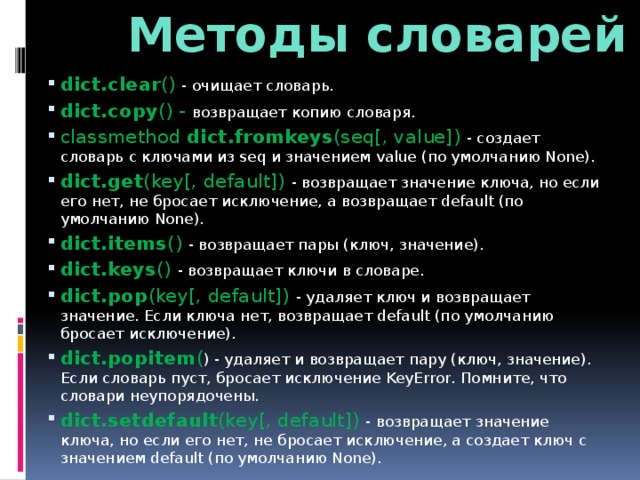 Методы словарей
dict.clear() - очищает словарь.
dict.copy() - возвращает копию словаря.
classmethod dict.fromkeys(seq[, value]) - создает
словарь с ключами из seq и значением value (по умолчанию None).
dict.get(key[, default]) - возвращает значение ключа, но если
его нет, не бросает исключение, а возвращает default (по
умолчанию None).
dict.items() - возвращает пары (ключ, значение).
dict.keys() - возвращает ключи в словаре.
dict.pop(key[, default]) - удаляет ключ и возвращает
значение. Если ключа нет, возвращает default (по умолчанию
бросает исключение).
dict.popitem() - удаляет и возвращает пару (ключ, значение).
Если словарь пуст, бросает исключение KeyError. Помните, что
словари неупорядочены.
dict.setdefault(key[, default]) - возвращает значение
ключа, но если его нет, не бросает исключение, а создает ключ с
значением default (по умолчанию None).